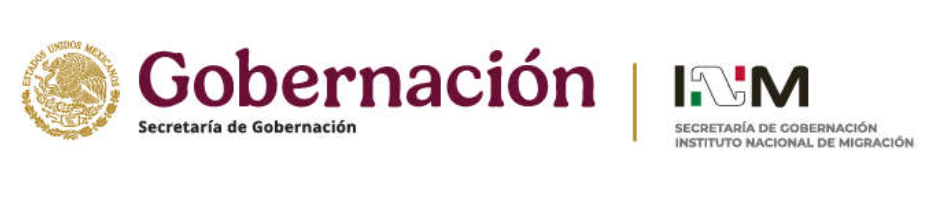 ESTADOS UNIDOS MEXICANOS
Gobernación
Secretaría de Gobernación
INM
SECRETARÍA DE GOBERNACIÓN
INSTITUTO NACIONAL DE MIGRACIÓN